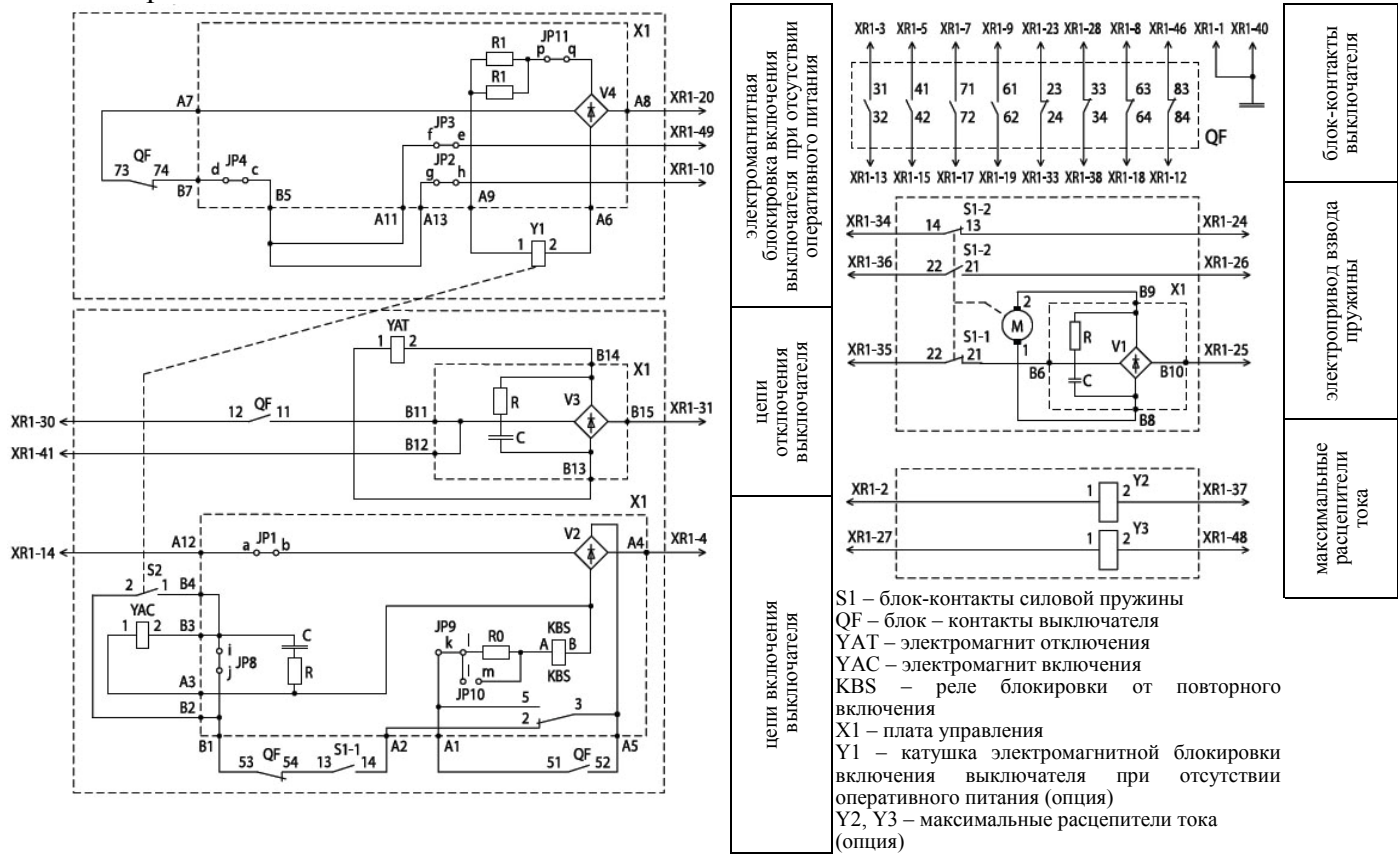 X1
JP11
p q
R1
R1
V4
A7
A8
XR1-20
JP3
f e
XR1-49
JP2
g h
XR1-10
QF
73 74
JP4
d c
B7
B5
A11
A13
A9
A6
Y1
1 2
YAT
1 2
B14
X1
V3
R
C
QF
12 11
XR1-30
B11
B15
XR1-31
XR1-41
B12
B13
X1
V2
XR1-14
A12
JP1
a b
A4
XR1-4
S2
2 1
B4
YAC
1 2
B3
C
R
i
j
JP8
A3
B2
JP9
k
R0
KBS
A B
KBS
m
JP10
5
2
3
B1
A2
A1
A5
QF
53 54
S1-1
13 14
QF
51 52
электромагнитная
блокировка включения
выключателя при отсутствии
оперативного питания
цепи
отключения
выключателя
цепи включения
выключателя
XR1-3 XR1-5 XR1-7 XR1-9 XR1-23 XR1-28 XR1-8 XR1-46 XR1-1 XR1-40
31 41 71 61 23 33 63 83
32 42 72 62 24 34 64 84
QF
XR1-13 XR1-15 XR1-17 XR1-19 XR1-33 XR1-38 XR1-18 XR1-12
S1-2
XR1-34
14 13
XR1-24
S1-2
XR1-36
22 21
XR1-26
2
M
1
B9
X1
R
V1
C
S1-1
XR1-35
22 21
B6
B10
XR1-25
B8
Y2
XR1-2
1 2
XR1-37
Y3
XR1-27
1 2
XR1-48
блок-контакты
выключателя
электропривод взвода
пружины
максимальные
расцепители
тока
S1 – блок-контакты силовой пружины
QF – блок – контакты выключателя
YAT – электромагнит отключения
YAC – электромагнит включения
KBS – реле блокировки от повторного
включения
X1 – плата управления
Y1 – катушка электромагнитной блокировки
включения выключателя при отсутствии
оперативного питания (опция)
Y2, Y3 – максимальные расцепители тока
(опция)